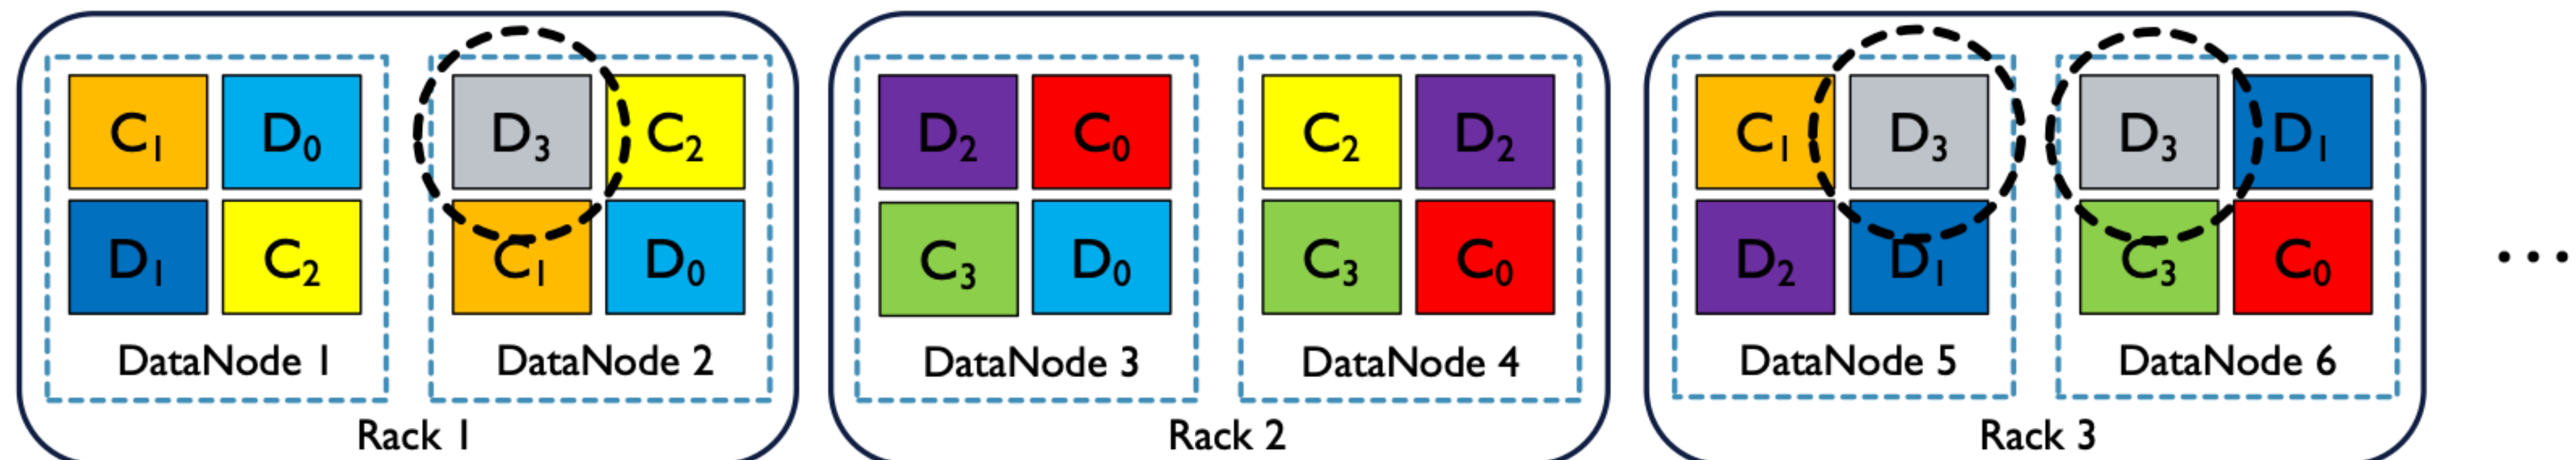 C₁ D₀ D₃ C₂ D₂ C₀ C₂ D₂ C₁ D₃ D₃ D₁
D₁ C₂ C₁ D₀ C₃ D₀ C₃ C₀ D₂ D₁ C₃ C₀
...
DataNode 1 DataNode 2 DataNode 3 DataNode 4 DataNode 5 DataNode 6
Rack 1 Rack 2 Rack 3